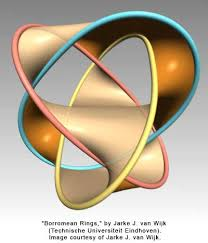 "Borromean Rings," by Jarke J. van Wijk
(Technische Universiteit Eindhoven).
Image courtesy of Jarke J. van Wijk.